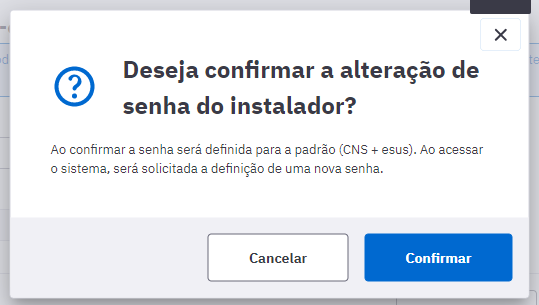 Deseja confirmar a alteração de
senha do instalador?
Ao confirmar a senha será definida para a padrão (CNS + esus). Ao acessar
o sistema, será solicitada a definição de uma nova senha.
Cancelar
Confirmar